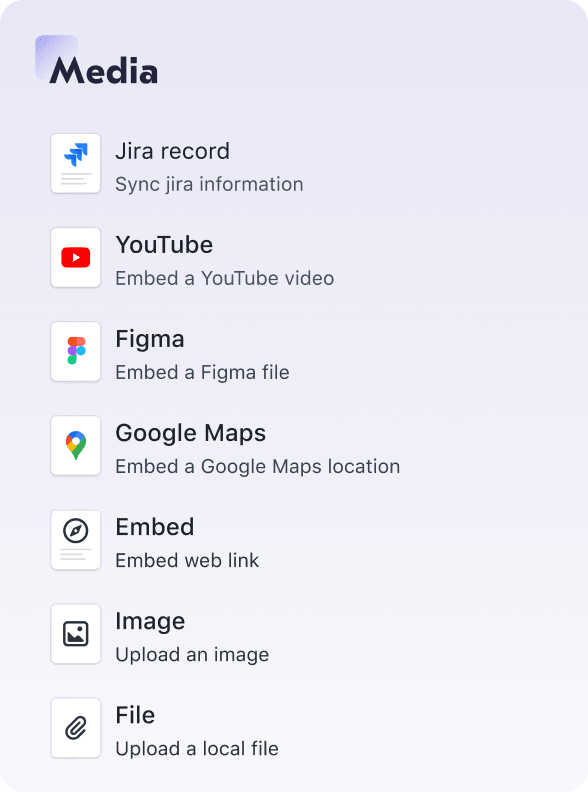 Media
Jira record
Sync jira information
YouTube
Embed a YouTube video
Figma
Embed a Figma file
Google Maps
Embed a Google Maps location
Embed
Embed web link
Image
Upload an image
File
Upload a local file